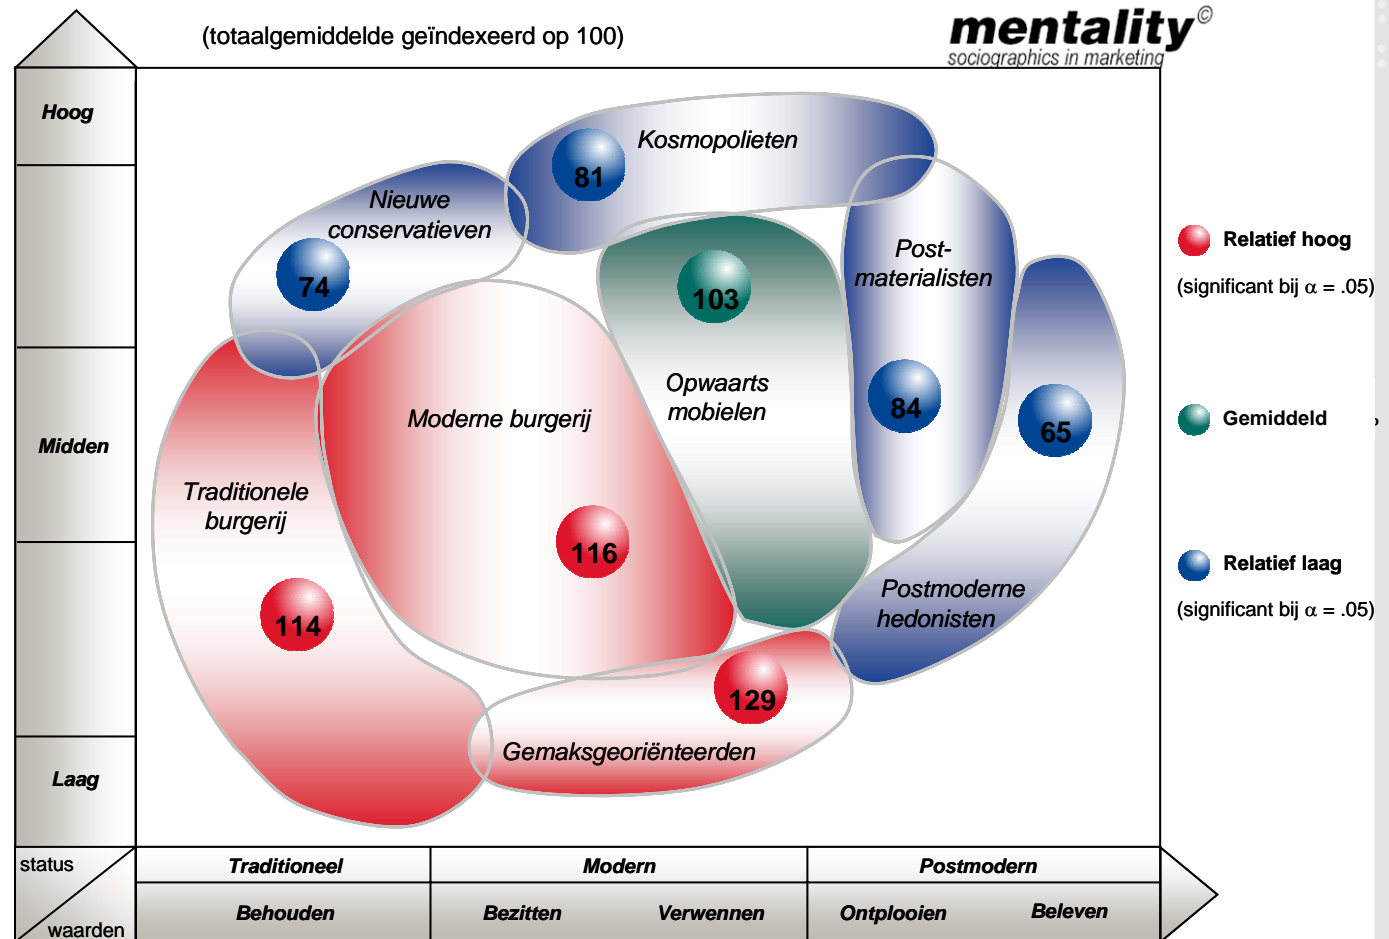 (totaalgemiddelde geïndexeerd op 100)
mentality©
sociographics in marketing
Hoog
Kosmopolieten
81
Nieuwe
conservatieven
74
Post-
materialisten
84
103
Opwaarts
mobielen
Relatief hoog
(significant bij α = .05)
Midden
Moderne burgerij
116
65
Gemiddeld
Traditionele
burgerij
114
Postmoderne
hedonisten
Relatief laag
(significant bij α = .05)
129
Gemaksgeoriënteerden
Laag
status
waarden
Traditioneel
Modern
Postmodern
Behouden
Bezitten
Verwennen
Ontplooien
Beleven